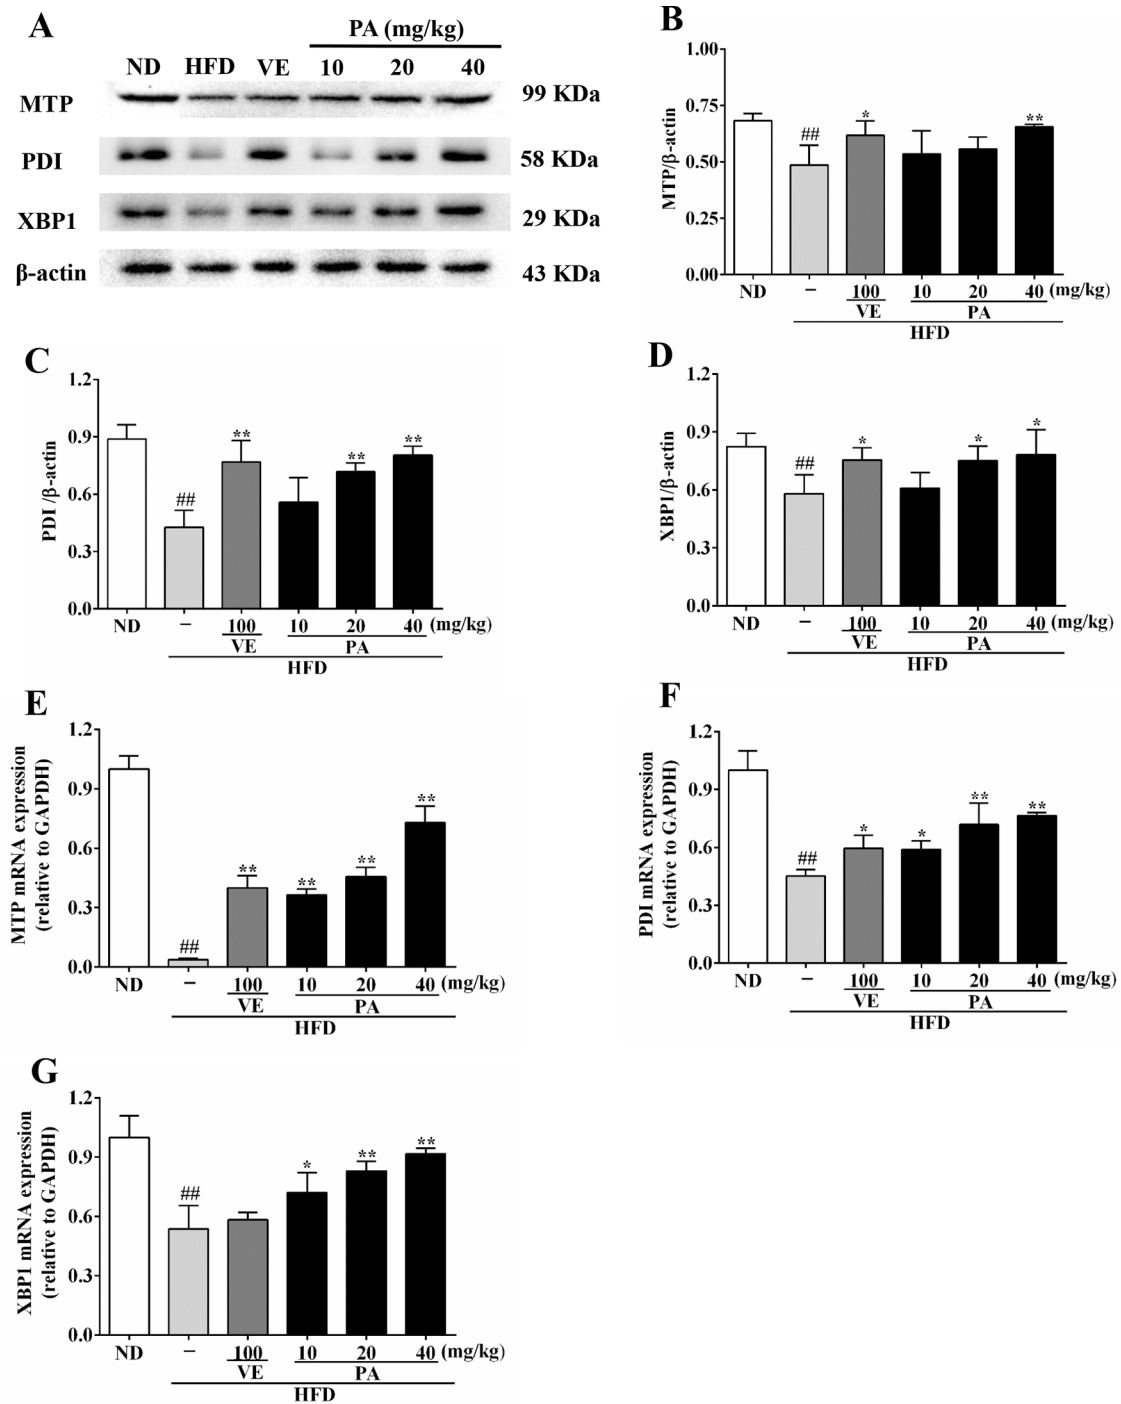 A
PA (mg/kg)
ND HFD VE 10 20 40
MTP 99 KDa
PDI 58 KDa
XBP1 29 KDa
β-actin 43 KDa
B
MTP/β-actin
1.00
0.75
0.50
0.25
0.00
##
*
**
ND – 100 10 20 40 (mg/kg)
VE PA
HFD
C
PDI /β-actin
1.2
0.9
0.6
0.3
0.0
##
**
**
**
ND – 100 10 20 40 (mg/kg)
VE PA
HFD
D
XBP1/β-actin
1.2
0.9
0.6
0.3
0.0
##
*
*
*
ND – 100 10 20 40 (mg/kg)
VE PA
HFD
E
MTP mRNA expression
(relative to GAPDH)
1.2
0.9
0.6
0.3
0.0
##
**
**
**
**
ND – 100 10 20 40 (mg/kg)
VE PA
HFD
F
PDI mRNA expression
(relative to GAPDH)
1.2
0.9
0.6
0.3
0.0
##
*
*
**
**
ND – 100 10 20 40 (mg/kg)
VE PA
HFD
G
XBP1 mRNA expression
(relative to GAPDH)
1.2
0.9
0.6
0.3
0.0
##
*
**
**
ND – 100 10 20 40 (mg/kg)
VE PA
HFD